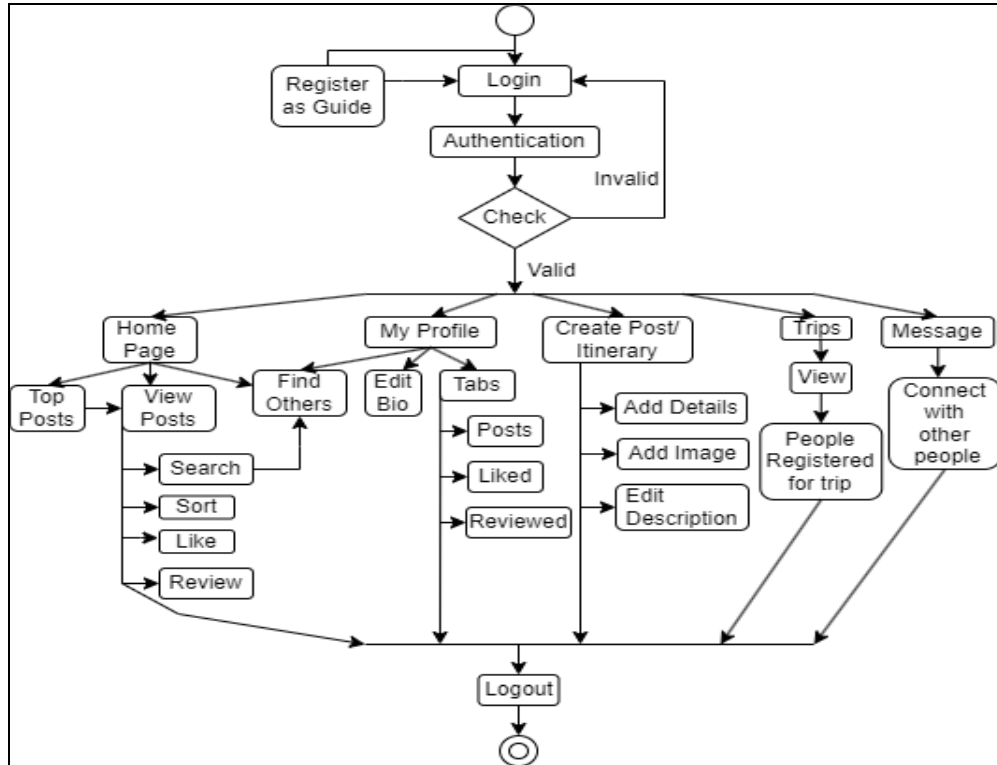 Register
as Guide
Login
Authentication
Invalid
Check
Valid
Home
Page
My Profile
Create Post/
Itinerary
Trips
Message
Top
Posts
View
Posts
Find
Others
Edit
Bio
Tabs
View
Connect
with
other
people
Add Details
Posts
People
Registered
for trip
Search
Liked
Add Image
Sort
Reviewed
Edit
Description
Like
Review
Logout